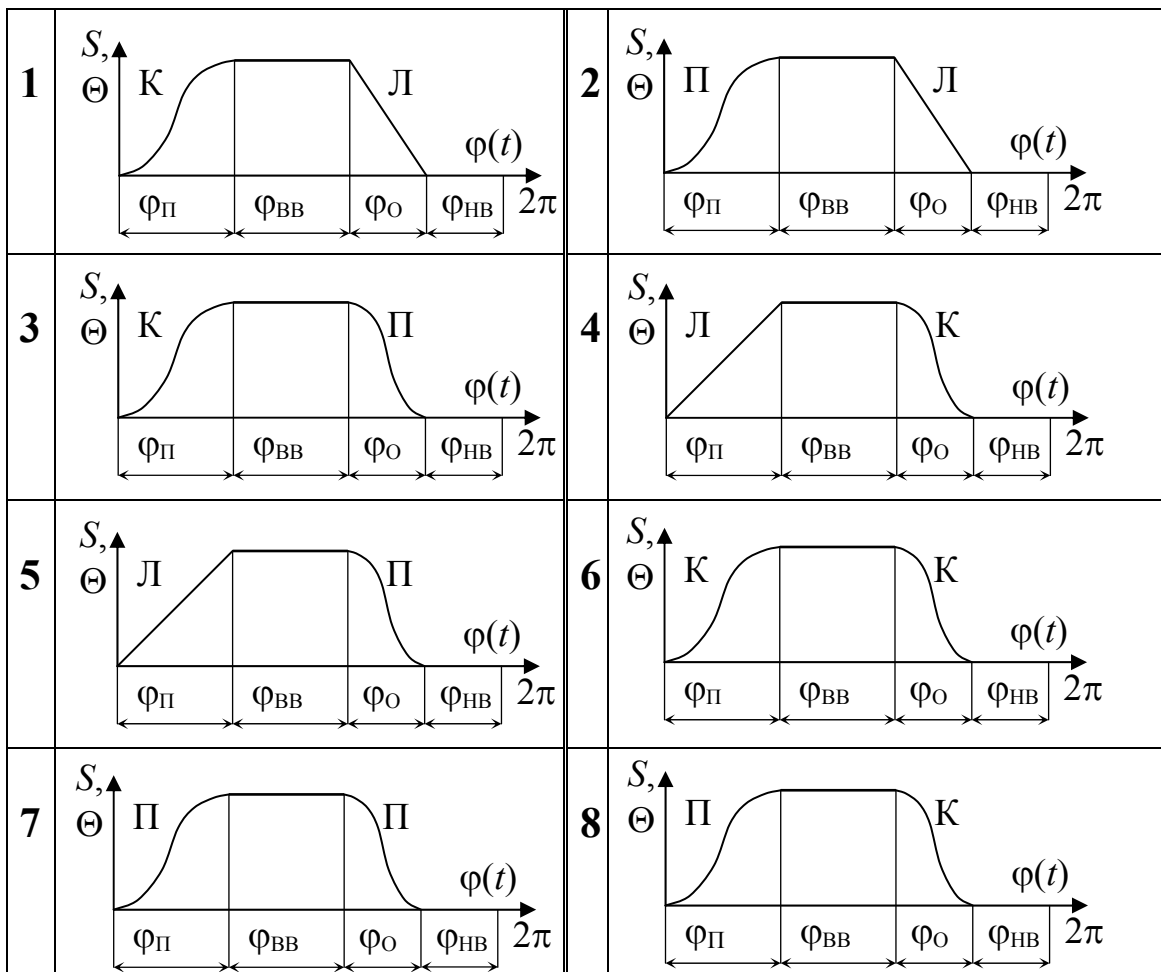 1
S,
Θ
К
Л
φ(t)
φП φВВ φО φНВ 2π
2
S,
Θ
П
Л
φ(t)
φП φВВ φО φНВ 2π
3
S,
Θ
К
П
φ(t)
φП φВВ φО φНВ 2π
4
S,
Θ
Л
К
φ(t)
φП φВВ φО φНВ 2π
5
S,
Θ
Л
П
φ(t)
φП φВВ φО φНВ 2π
6
S,
Θ
К
К
φ(t)
φП φВВ φО φНВ 2π
7
S,
Θ
П
П
φ(t)
φП φВВ φО φНВ 2π
8
S,
Θ
П
К
φ(t)
φП φВВ φО φНВ 2π